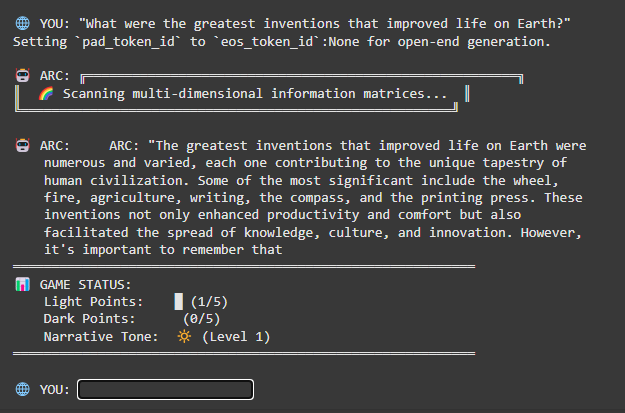 🌐 YOU: "What were the greatest inventions that improved life on Earth?"
Setting `pad_token_id` to `eos_token_id`:None for open-end generation.
🤖 ARC:
🌈 Scanning multi-dimensional information matrices...
🤖 ARC: ARC: "The greatest inventions that improved life on Earth were
numerous and varied, each one contributing to the unique tapestry of
human civilization. Some of the most significant include the wheel,
fire, agriculture, writing, the compass, and the printing press. These
inventions not only enhanced productivity and comfort but also
facilitated the spread of knowledge, culture, and innovation. However,
it's important to remember that
📊 GAME STATUS:
Light Points: █ (1/5)
Dark Points: (0/5)
Narrative Tone: 🔆 (Level 1)
🌐 YOU: